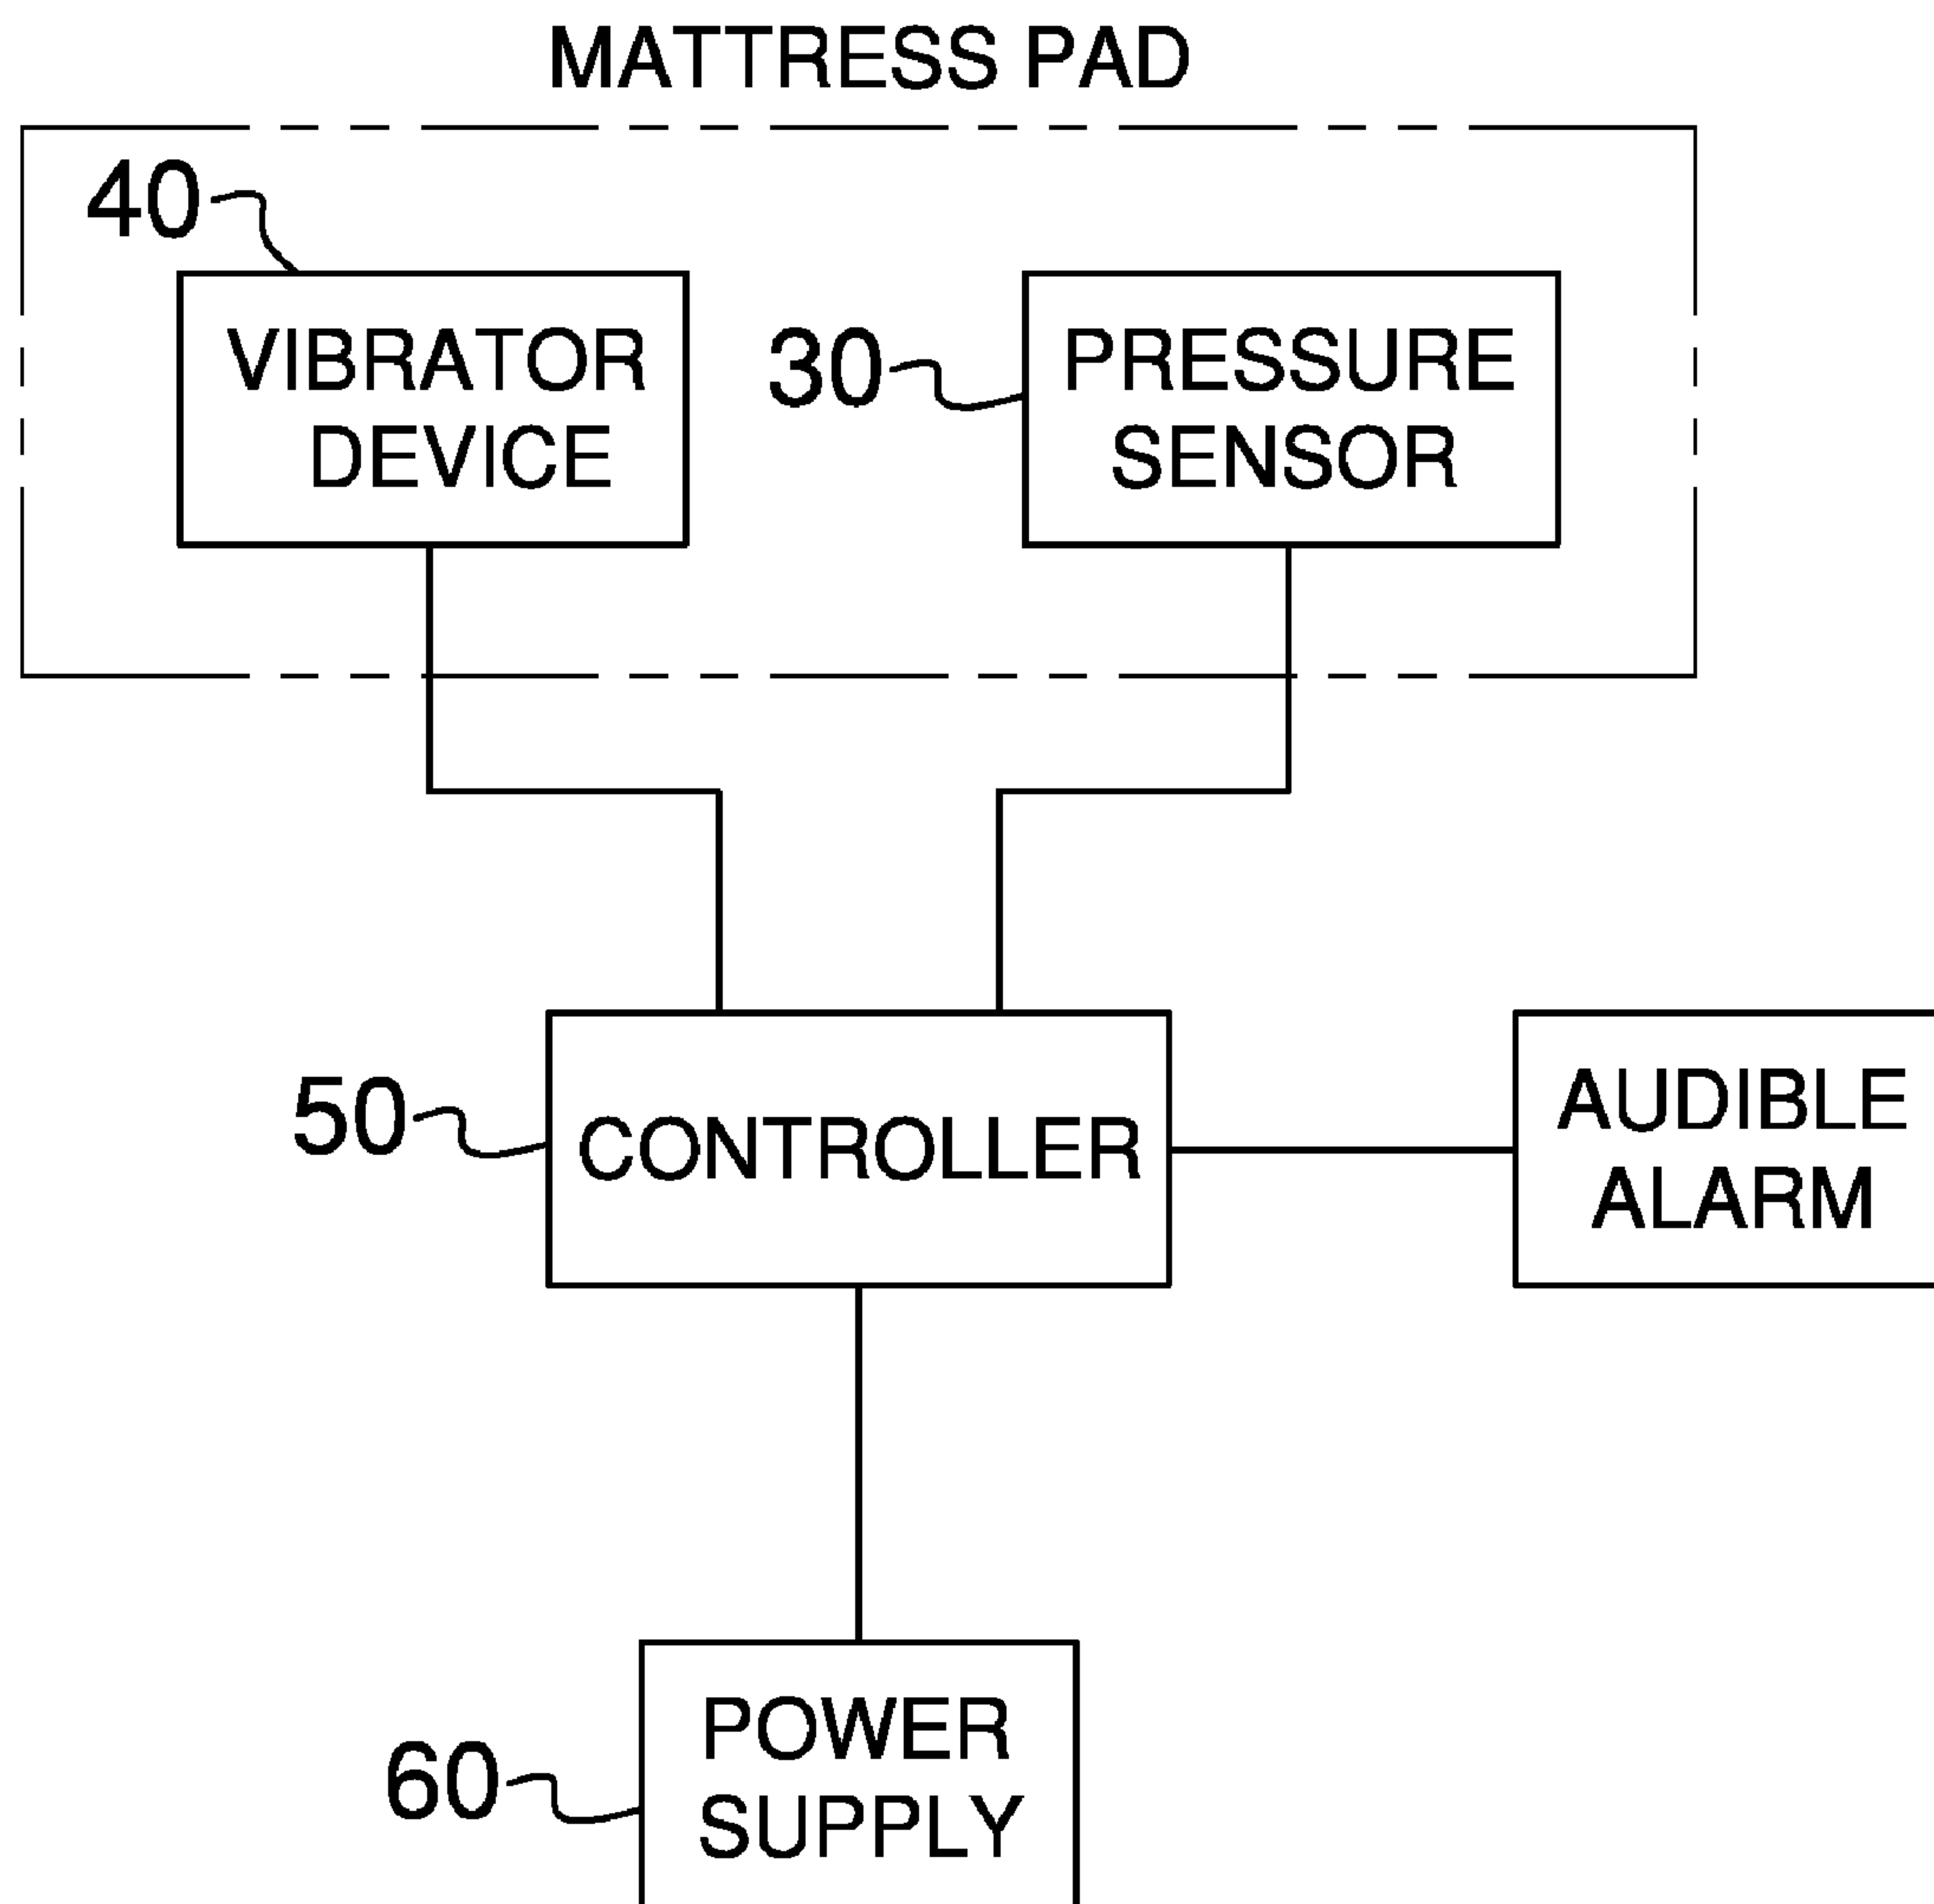 MATTRESS PAD
40
VIBRATOR
DEVICE
30
PRESSURE
SENSOR
50
CONTROLLER
AUDIBLE
ALARM
60
POWER
SUPPLY